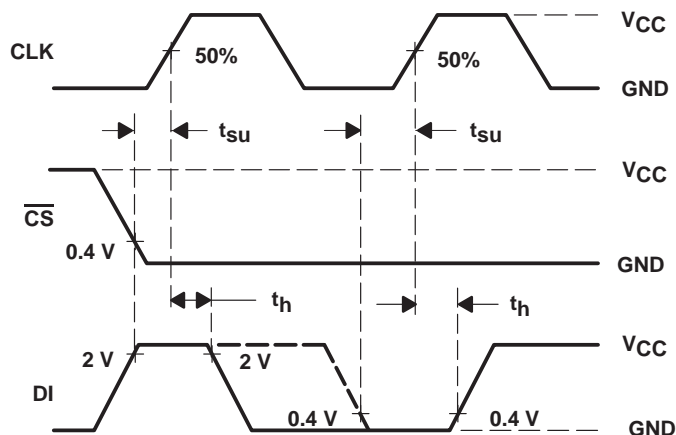 VCC
CLK
50%
50%
GND
tsu
tsu
VCC
CS
0.4 V
GND
th
th
VCC
2 V
2 V
DI
0.4 V
0.4 V
GND